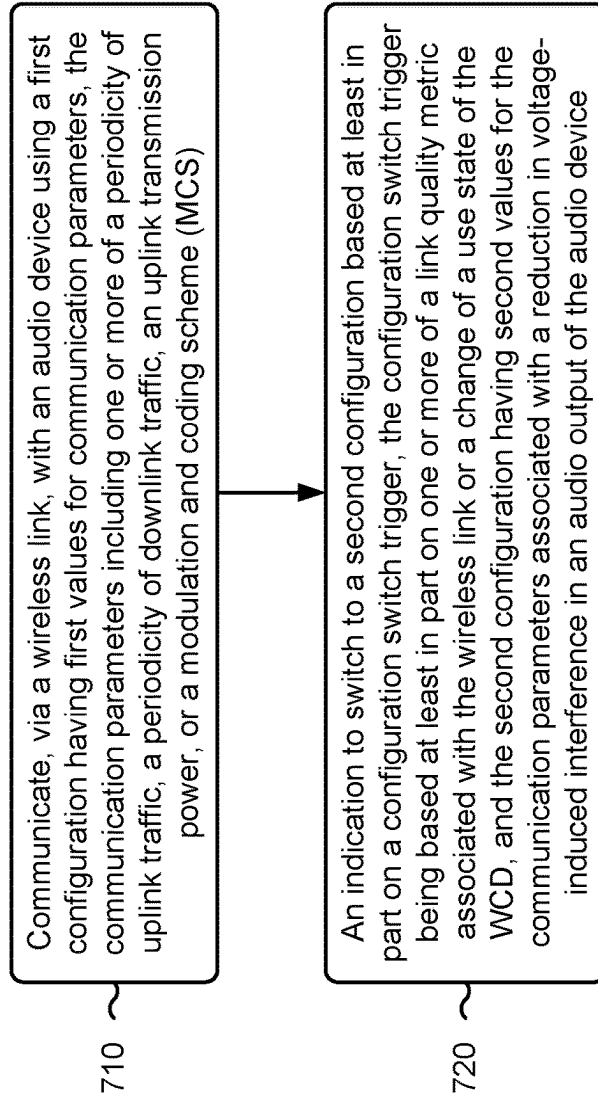 710
Communicate, via a wireless link, with an audio device using a first
configuration having first values for communication parameters, the
communication parameters including one or more of a periodicity of
uplink traffic, a periodicity of downlink traffic, an uplink transmission
power, or a modulation and coding scheme (MCS)
720
An indication to switch to a second configuration based at least in
part on a configuration switch trigger, the configuration switch trigger
being based at least in part on one or more of a link quality metric
associated with the wireless link or a change of a use state of the
WCD, and the second configuration having second values for the
communication parameters associated with a reduction in voltage-
induced interference in an audio output of the audio device